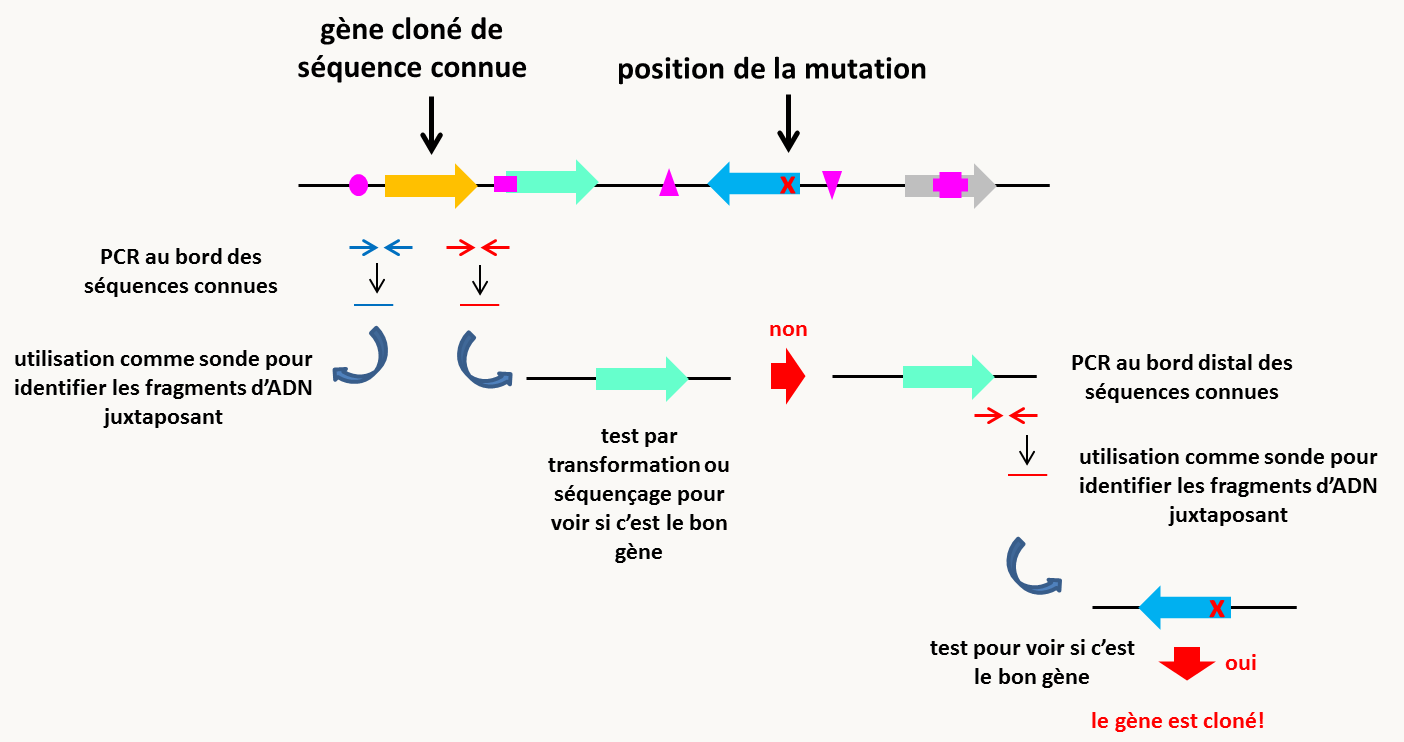 gène cloné de
séquence connue
position de la mutation
x
PCR au bord des
séquences connues
utilisation comme sonde pour
identifier les fragments d’ADN
juxtaposant
test par
transformation ou
séquençage pour
voir si c’est le bon
gène
non
PCR au bord distal des
séquences connues
utilisation comme sonde pour
identifier les fragments d’ADN
juxtaposant
x
test pour voir si c’est
le bon gène
oui
le gène est cloné!